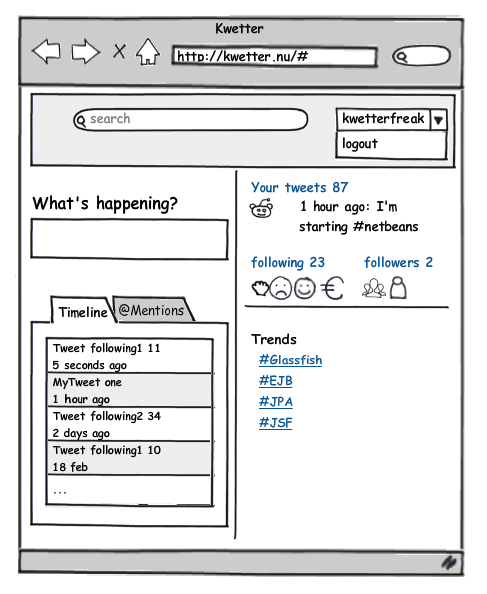 Kwetter
http://kwetter.nu/#
search
kwetterfreak
logout
What's happening?
Timeline
@Mentions
Tweet following1 11
5 seconds ago
MyTweet one
1 hour ago
Tweet following2 34
2 days ago
Tweet following1 10
18 feb
...
Your tweets 87
1 hour ago: I'm
starting #netbeans
following 23
followers 2
€
Trends
#Glassfish
#EJB
#JPA
#JSF